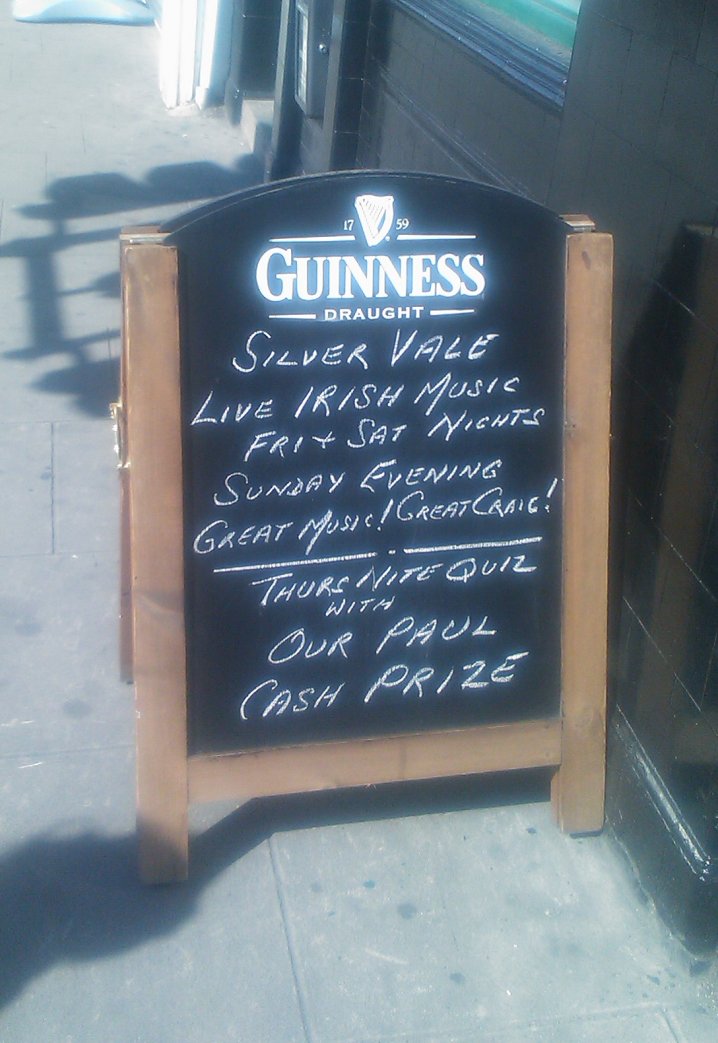 17 59
GUINNESS
DRAUGHT
SILVER VALE
LIVE IRISH MUSIC
FRI + SAT NIGHTS
SUNDAY EVENING
GREAT MUSIC! GREAT CRAIC!
THURS NITE QUIZ
WITH
OUR PAUL
CASH PRIZE